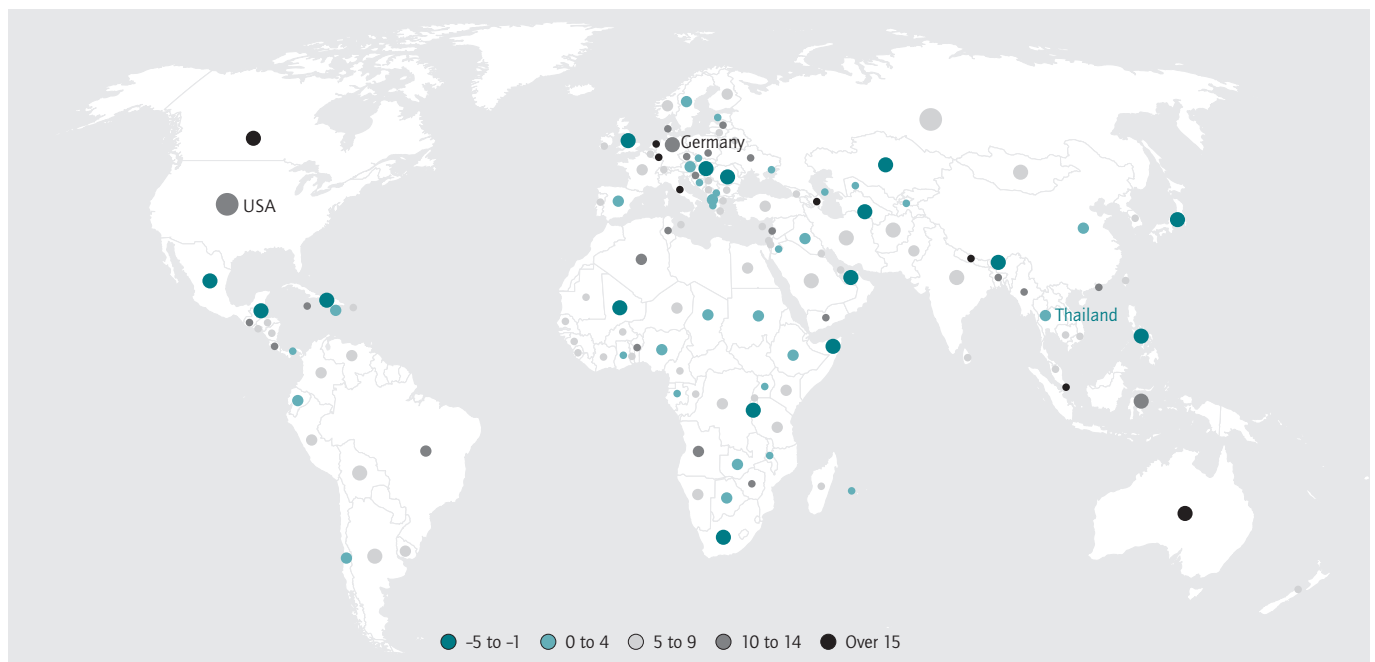 Germany
USA
Thailand
–5 to –1 0 to 4 5 to 9 10 to 14 Over 15